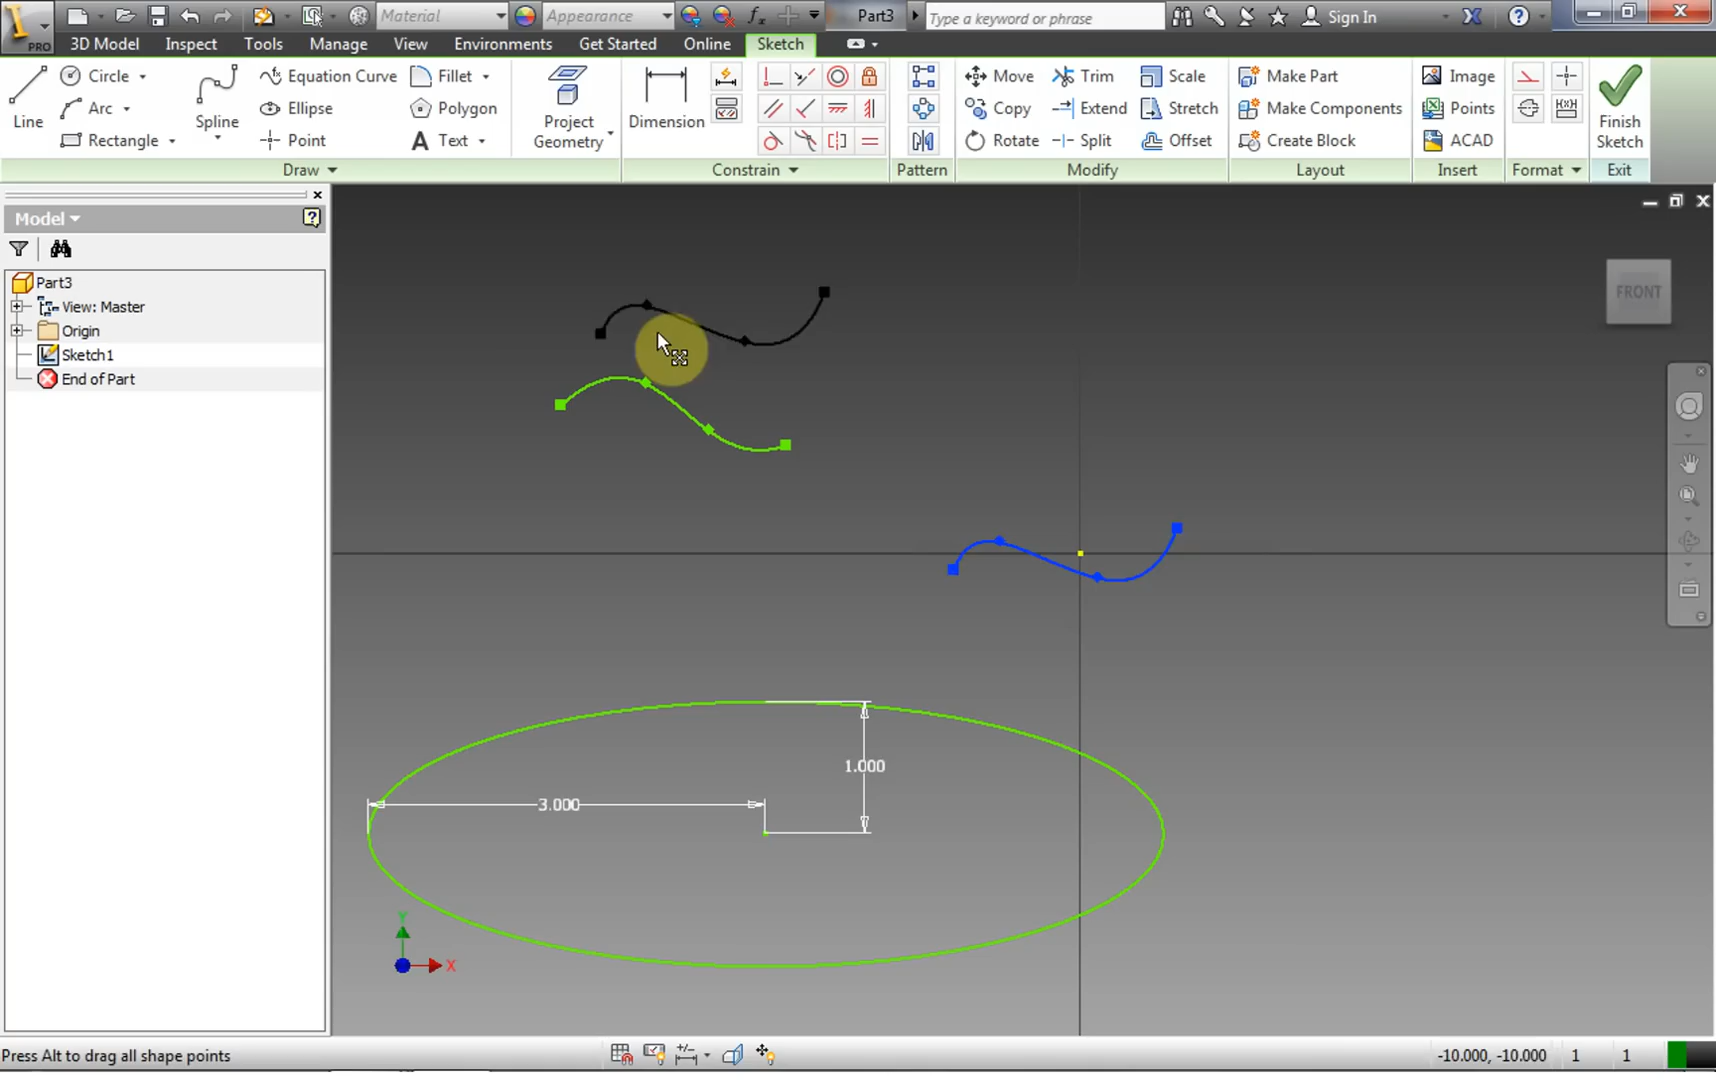 PRO
Material
Appearance
fx
Part3
Type a keyword or phrase
Sign In
3D Model
Inspect
Tools
Manage
View
Environments
Get Started
Online
Sketch
Line
Circle
Arc
Rectangle
Spline
Equation Curve
Ellipse
Point
Fillet
Polygon
Text
Project Geometry
Dimension
Move
Copy
Rotate
Trim
Extend
Split
Scale
Stretch
Offset
Make Part
Make Components
Create Block
Image
Points
ACAD
Finish Sketch
Draw
Constrain
Pattern
Modify
Layout
Insert
Format
Exit
Model
Part3
View: Master
Origin
Sketch1
End of Part
FRONT
1.000
3.000
Y
X
Press Alt to drag all shape points
-10.000, -10.000
1
1